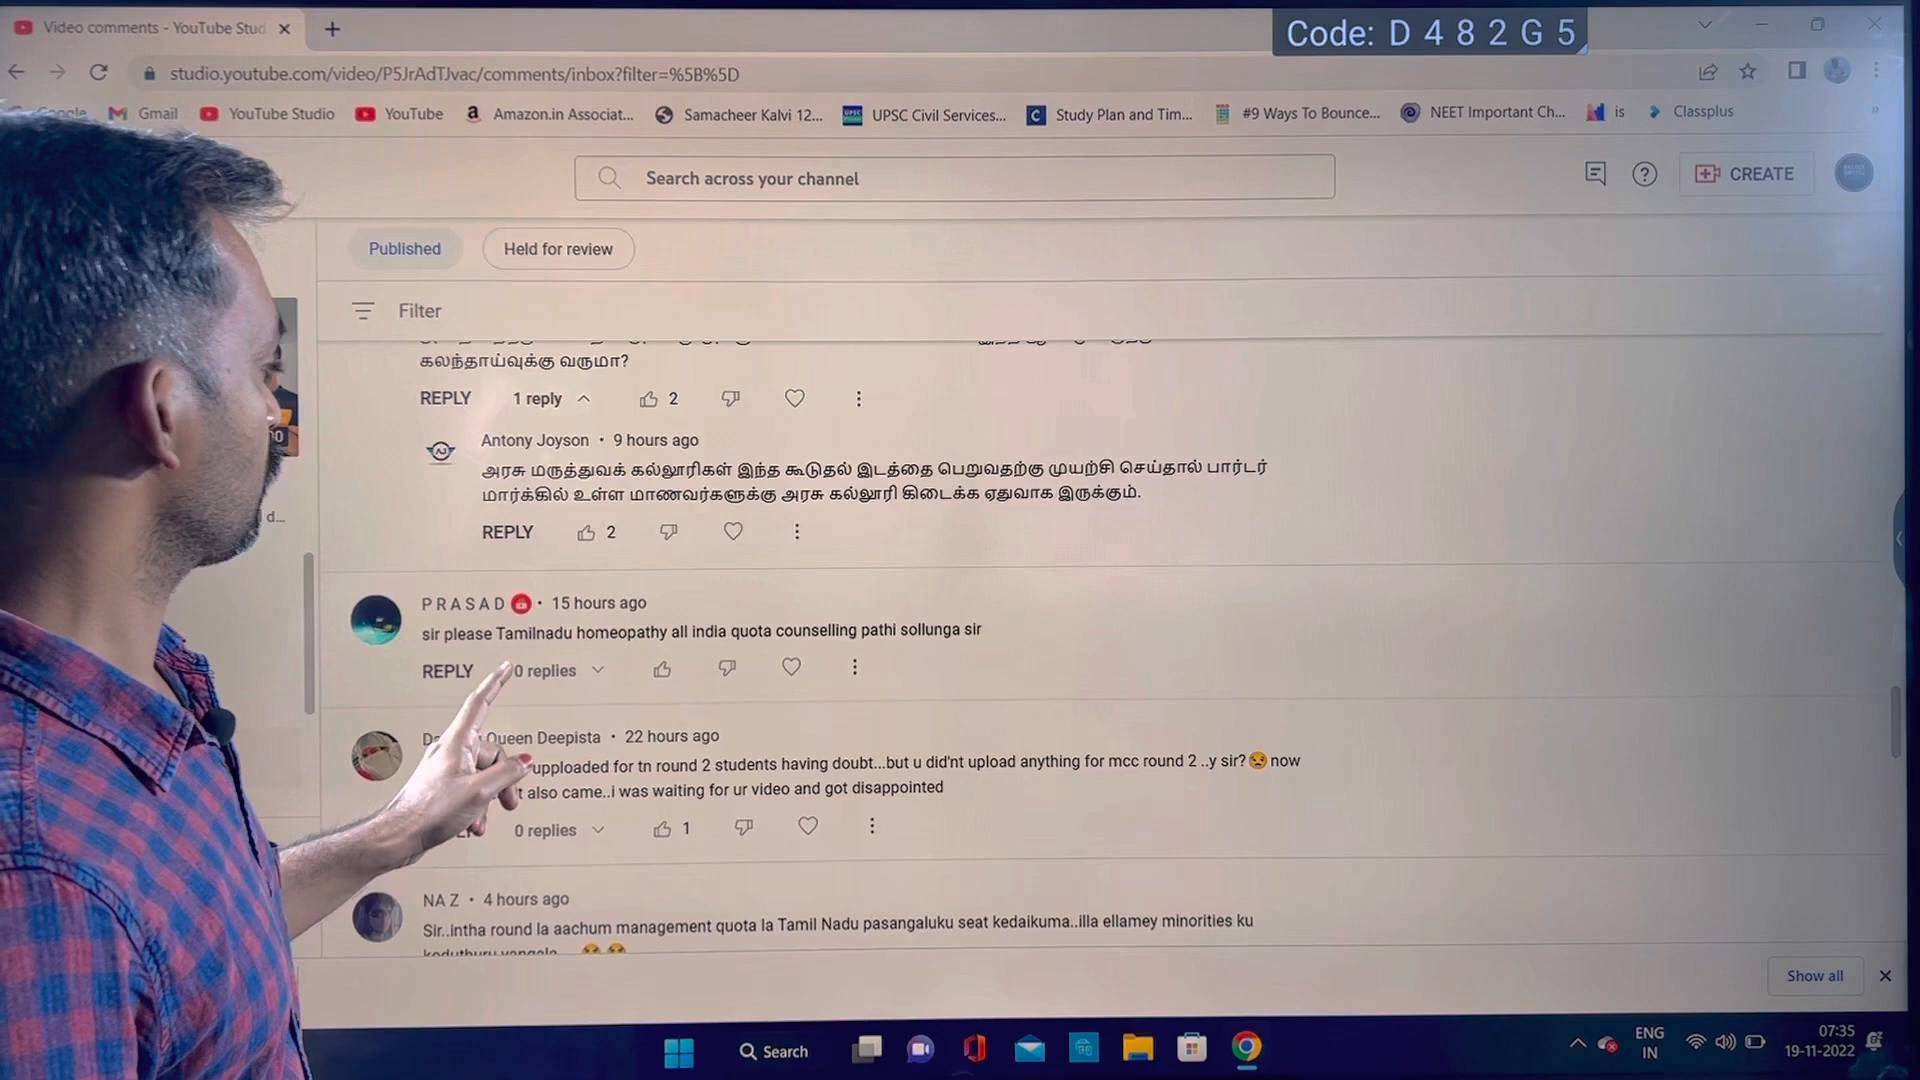 Video comments - YouTube Stud
Code: D 4 8 2 G 5
studio.youtube.com/video/P5JrAdTJvac/comments/inbox?filter=%5B%5D
Gmail
YouTube Studio
YouTube
Amazon.in Associat...
Samacheer Kalvi 12...
UPSC Civil Services...
Study Plan and Tim...
#9 Ways To Bounce...
NEET Important Ch...
is
Classplus
Search across your channel
CREATE
Published
Held for review
Filter
கலந்தாய்வுக்கு வருமா?
REPLY 1 reply 2
Antony Joyson • 9 hours ago
அரசு மருத்துவக் கல்லூரிகள் இந்த கூடுதல் இடத்தை பெறுவதற்கு முயற்சி செய்தால் பார்டர்
மார்க்கில் உள்ள மாணவர்களுக்கு அரசு கல்லூரி கிடைக்க ஏதுவாக இருக்கும்.
REPLY 2
d...
P R A S A D • 15 hours ago
sir please Tamilnadu homeopathy all india quota counselling pathi sollunga sir
REPLY 0 replies
Queen Deepista • 22 hours ago
upploaded for tn round 2 students having doubt...but u did'nt upload anything for mcc round 2 ..y sir?😒 now
also came..i was waiting for ur video and got disappointed
0 replies 1
NA Z • 4 hours ago
Sir..intha round la aachum management quota la Tamil Nadu pasangaluku seat kedaikuma..illa ellamey minorities ku
Show all
Search
ENG
IN
07:35
19-11-2022